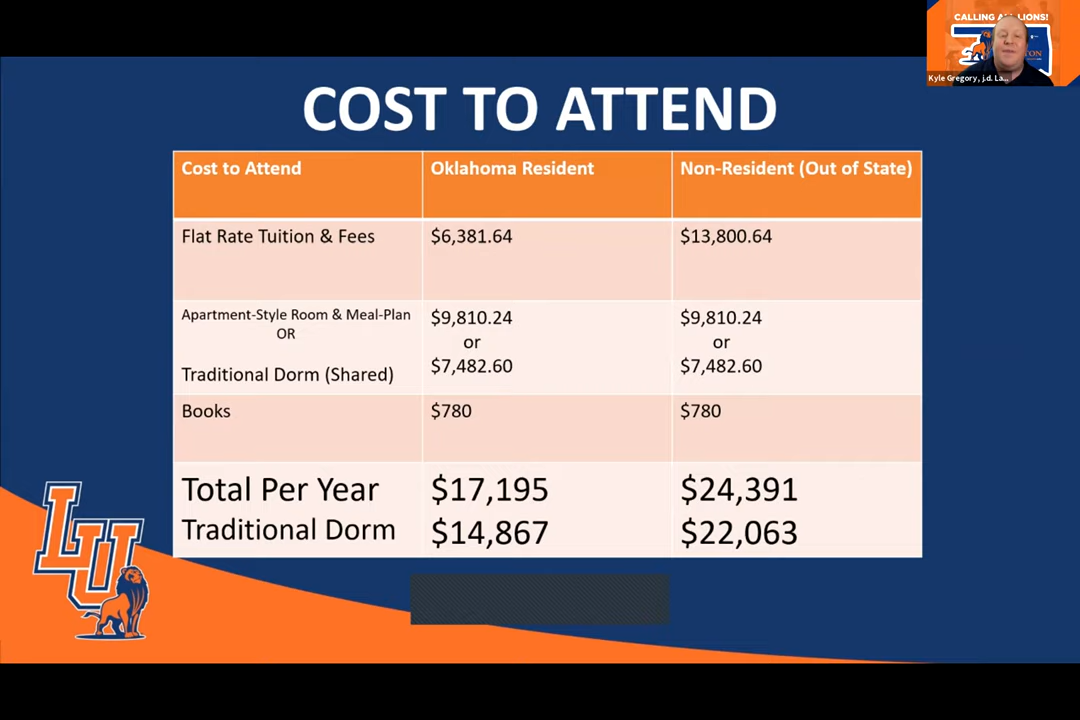 CALLING ALL LIONS!
Kyle Gregory, j.d. La...
COST TO ATTEND
Cost to Attend
Oklahoma Resident
Non-Resident (Out of State)
Flat Rate Tuition & Fees
$6,381.64
$13,800.64
Apartment-Style Room & Meal-Plan
OR
Traditional Dorm (Shared)
$9,810.24
or
$7,482.60
$9,810.24
or
$7,482.60
Books
$780
$780
Total Per Year
Traditional Dorm
$17,195
$14,867
$24,391
$22,063
LU